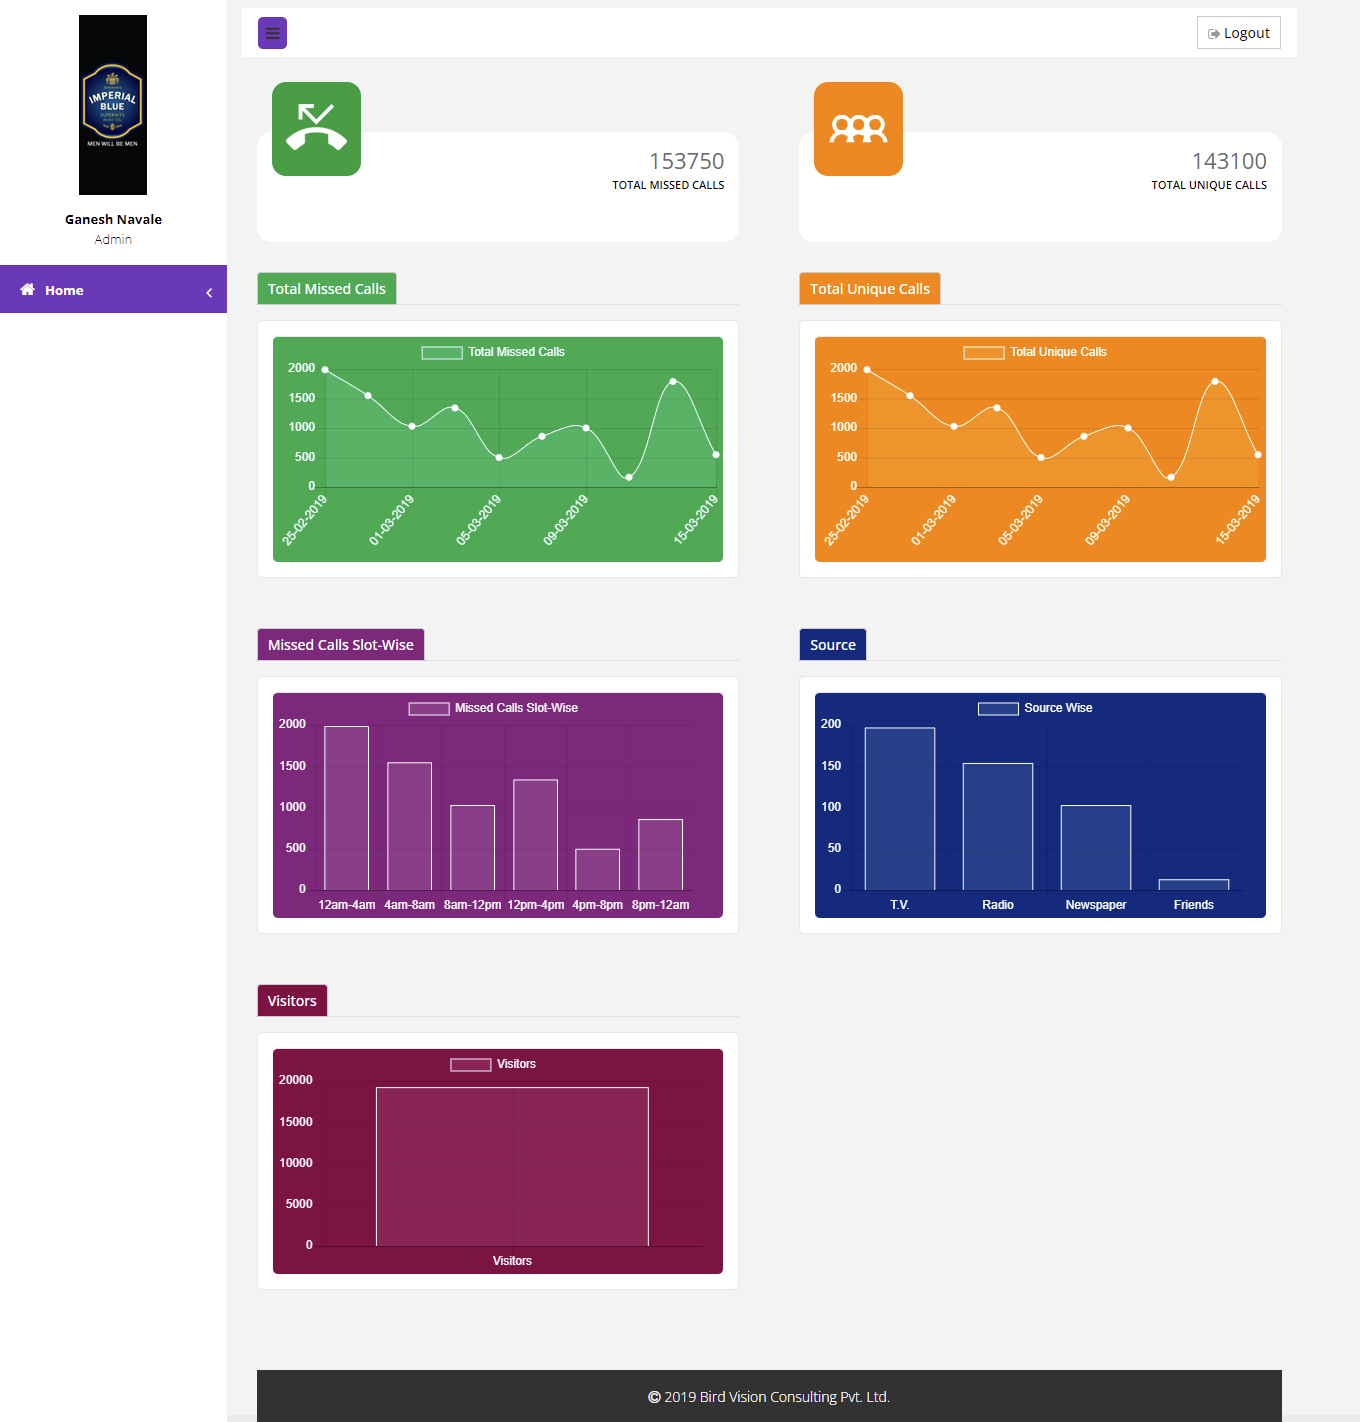 IMPERIAL
BLUE
SUPERHITS
MUSIC CDs
MEN WILL BE MEN
Ganesh Navale
Admin
Home
Logout
153750
TOTAL MISSED CALLS
143100
TOTAL UNIQUE CALLS
Total Missed Calls
Total Missed Calls
2000
1500
1000
500
0
25-02-2019
01-03-2019
05-03-2019
09-03-2019
15-03-2019
Total Unique Calls
Total Unique Calls
2000
1500
1000
500
0
25-02-2019
01-03-2019
05-03-2019
09-03-2019
15-03-2019
Missed Calls Slot-Wise
Missed Calls Slot-Wise
2000
1500
1000
500
0
12am-4am 4am-8am 8am-12pm 12pm-4pm 4pm-8pm 8pm-12am
Source
Source Wise
200
150
100
50
0
T.V. Radio Newspaper Friends
Visitors
Visitors
20000
15000
10000
5000
0
Visitors
© 2019 Bird Vision Consulting Pvt. Ltd.